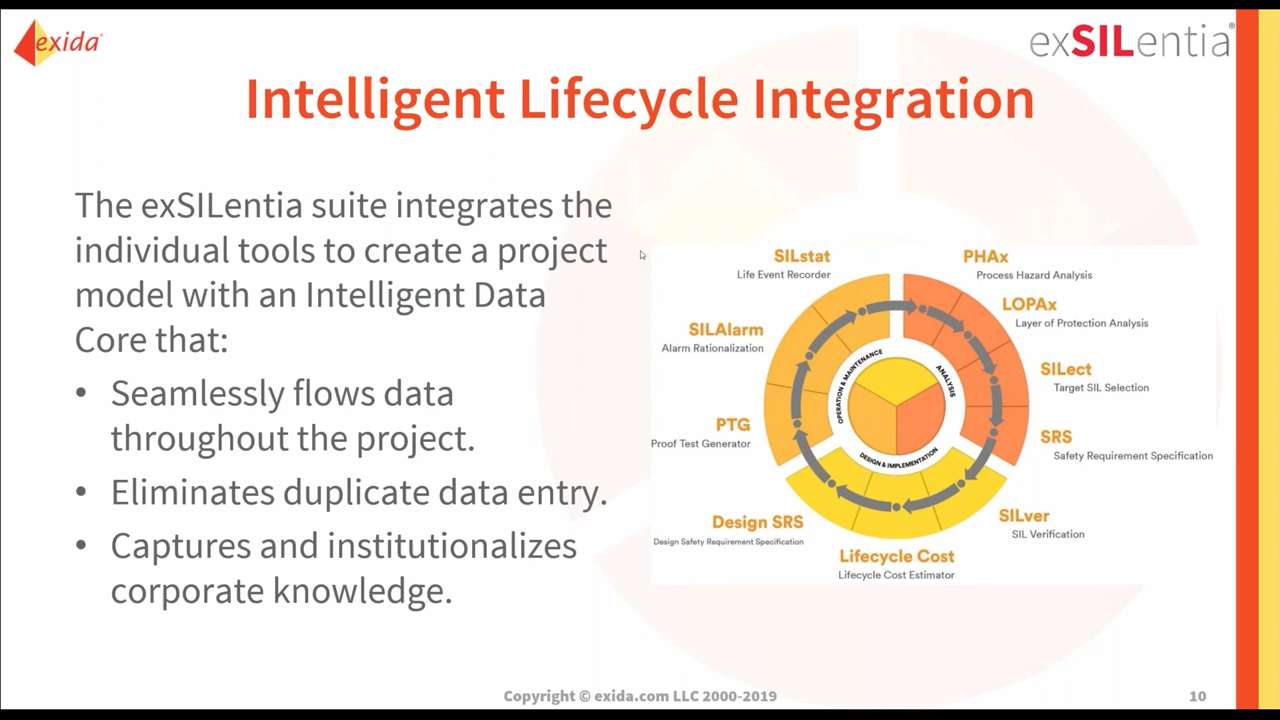 exida®
exSILentia®
Intelligent Lifecycle Integration
The exSILentia suite integrates the
individual tools to create a project
model with an Intelligent Data
Core that:
• Seamlessly flows data
throughout the project.
• Eliminates duplicate data entry.
• Captures and institutionalizes
corporate knowledge.
SILstat
Life Event Recorder
PHAx
Process Hazard Analysis
LOPAx
Layer of Protection Analysis
SILAlarm
Alarm Rationalization
SILect
Target SIL Selection
PTG
Proof Test Generator
SRS
Safety Requirement Specification
Design SRS
Design Safety Requirement Specification
SILver
SIL Verification
Lifecycle Cost
Lifecycle Cost Estimator
OPERATION & MAINTENANCE
ANALYSIS
DESIGN & IMPLEMENTATION
Copyright © exida.com LLC 2000-2019
10